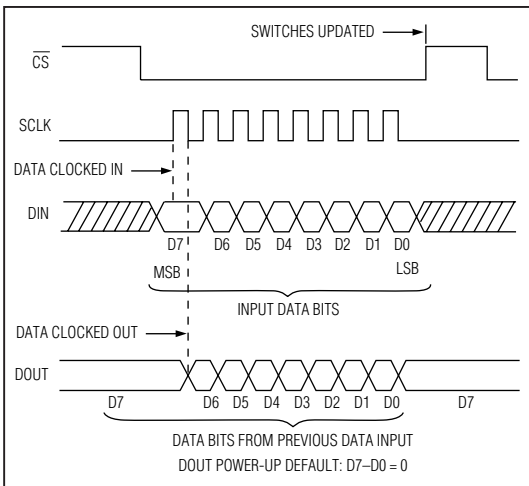 SWITCHES UPDATED
CS
SCLK
DATA CLOCKED IN
DIN
D7 D6 D5 D4 D3 D2 D1 D0
MSB LSB
INPUT DATA BITS
DATA CLOCKED OUT
DOUT
D7 D6 D5 D4 D3 D2 D1 D0 D7
DATA BITS FROM PREVIOUS DATA INPUT
DOUT POWER-UP DEFAULT: D7–D0 = 0